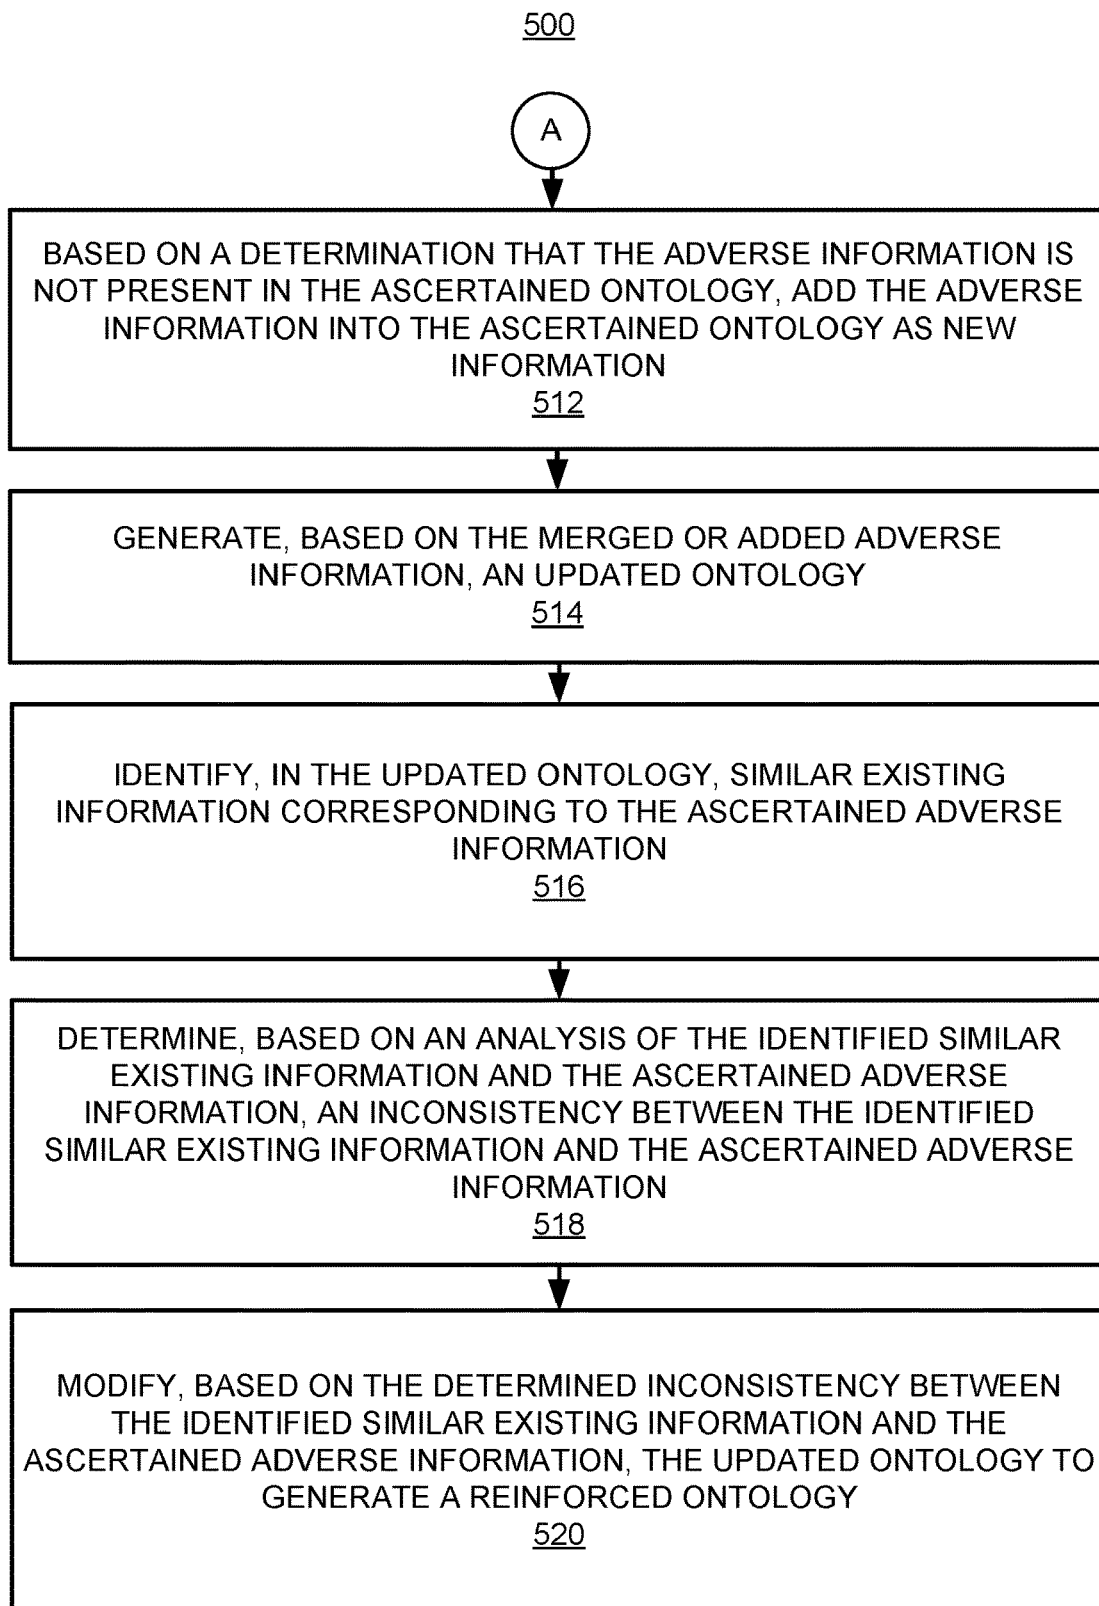 500
A
BASED ON A DETERMINATION THAT THE ADVERSE INFORMATION IS
NOT PRESENT IN THE ASCERTAINED ONTOLOGY, ADD THE ADVERSE
INFORMATION INTO THE ASCERTAINED ONTOLOGY AS NEW
INFORMATION
512
GENERATE, BASED ON THE MERGED OR ADDED ADVERSE
INFORMATION, AN UPDATED ONTOLOGY
514
IDENTIFY, IN THE UPDATED ONTOLOGY, SIMILAR EXISTING
INFORMATION CORRESPONDING TO THE ASCERTAINED ADVERSE
INFORMATION
516
DETERMINE, BASED ON AN ANALYSIS OF THE IDENTIFIED SIMILAR
EXISTING INFORMATION AND THE ASCERTAINED ADVERSE
INFORMATION, AN INCONSISTENCY BETWEEN THE IDENTIFIED
SIMILAR EXISTING INFORMATION AND THE ASCERTAINED ADVERSE
INFORMATION
518
MODIFY, BASED ON THE DETERMINED INCONSISTENCY BETWEEN
THE IDENTIFIED SIMILAR EXISTING INFORMATION AND THE
ASCERTAINED ADVERSE INFORMATION, THE UPDATED ONTOLOGY TO
GENERATE A REINFORCED ONTOLOGY
520